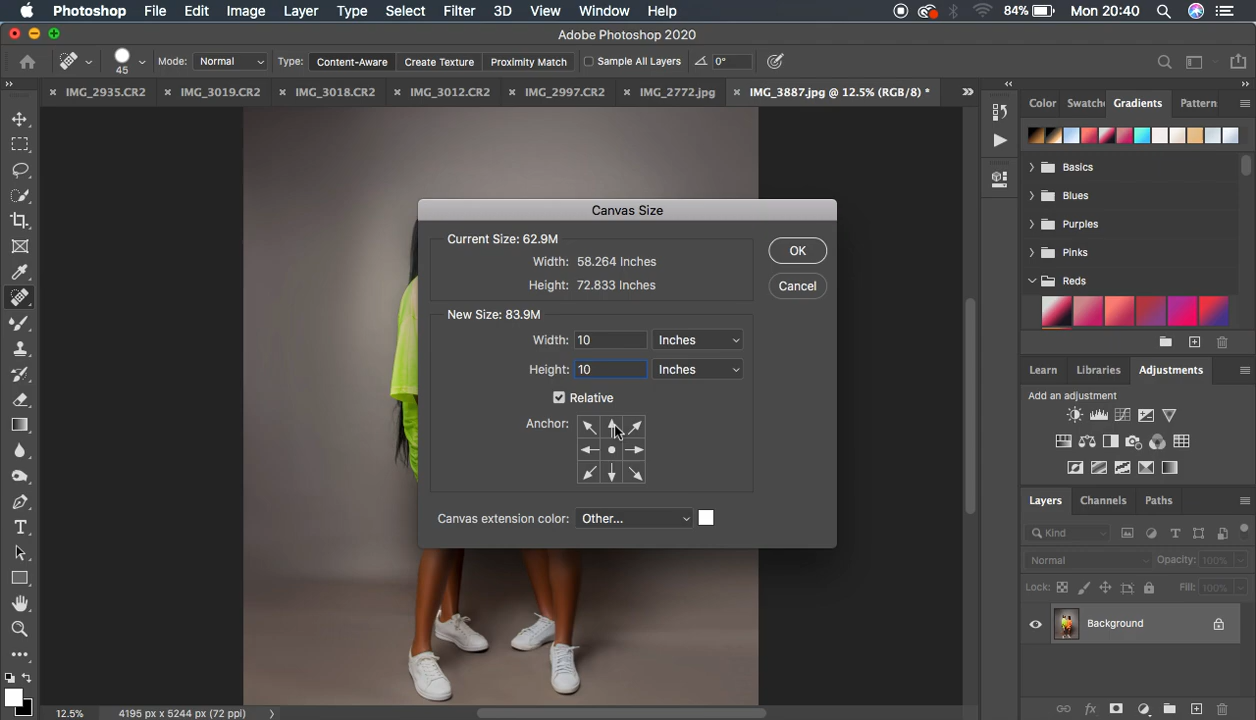 Photoshop File Edit Image Layer Type Select Filter 3D View Window Help 84% Mon 20:40
Adobe Photoshop 2020
45 Mode: Normal Type: Content-Aware Create Texture Proximity Match Sample All Layers 0°
IMG_2935.CR2 IMG_3019.CR2 IMG_3018.CR2 IMG_3012.CR2 IMG_2997.CR2 IMG_2772.jpg IMG_3887.jpg @ 12.5% (RGB/8) *
Color Swatche Gradients Pattern
Basics
Blues
Purples
Pinks
Reds
Canvas Size
Current Size: 62.9M
Width: 58.264 Inches
Height: 72.833 Inches
OK
Cancel
New Size: 83.9M
Width: 10 Inches
Height: 10 Inches
Relative
Anchor:
Canvas extension color: Other...
Learn Libraries Adjustments
Add an adjustment
Layers Channels Paths
Kind
Normal Opacity: 100%
Lock: Fill: 100%
Background
12.5% 4195 px x 5244 px (72 ppi)